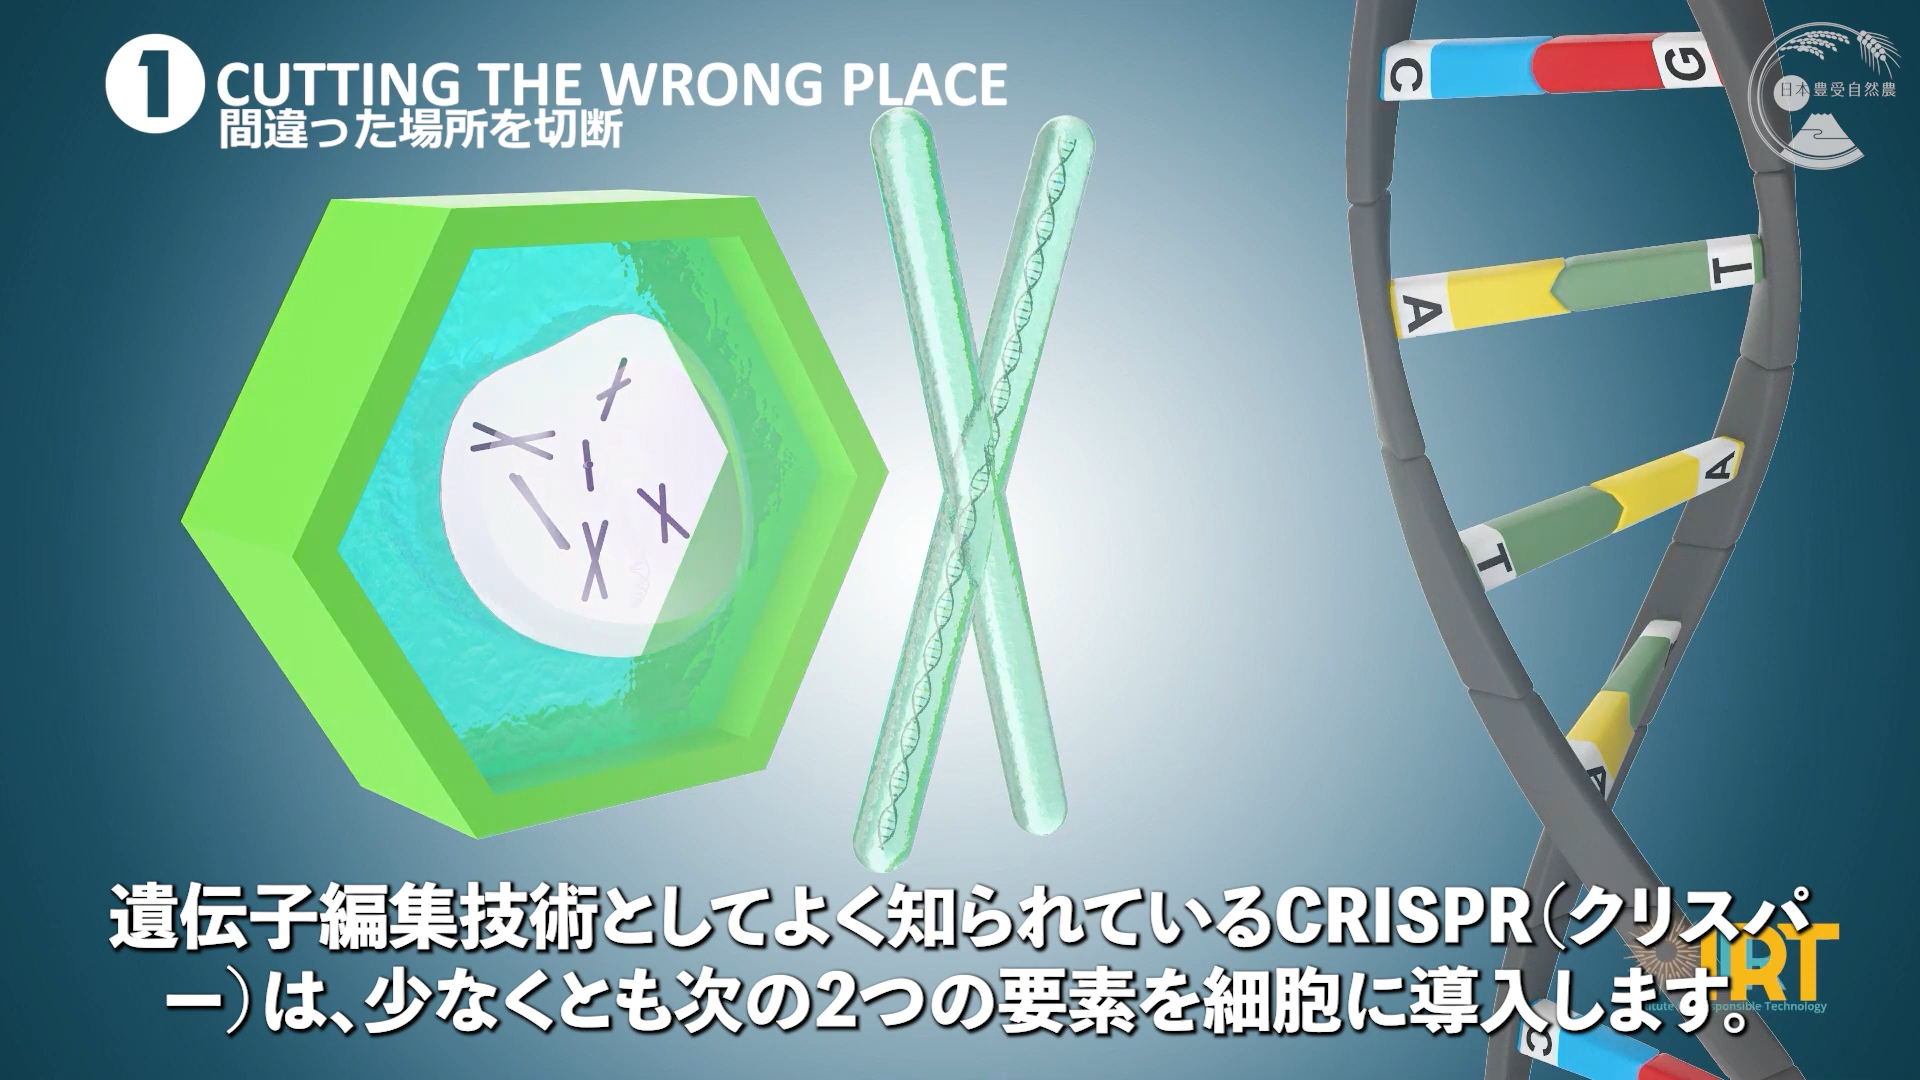 1 CUTTING THE WRONG PLACE
間違った場所を切断
日本豊受自然農
C G
A T
T A
A
遺伝子編集技術としてよく知られているCRISPR（クリスパ
ー）は、少なくとも次の2つの要素を細胞に導入します。
IRT
Technology
C